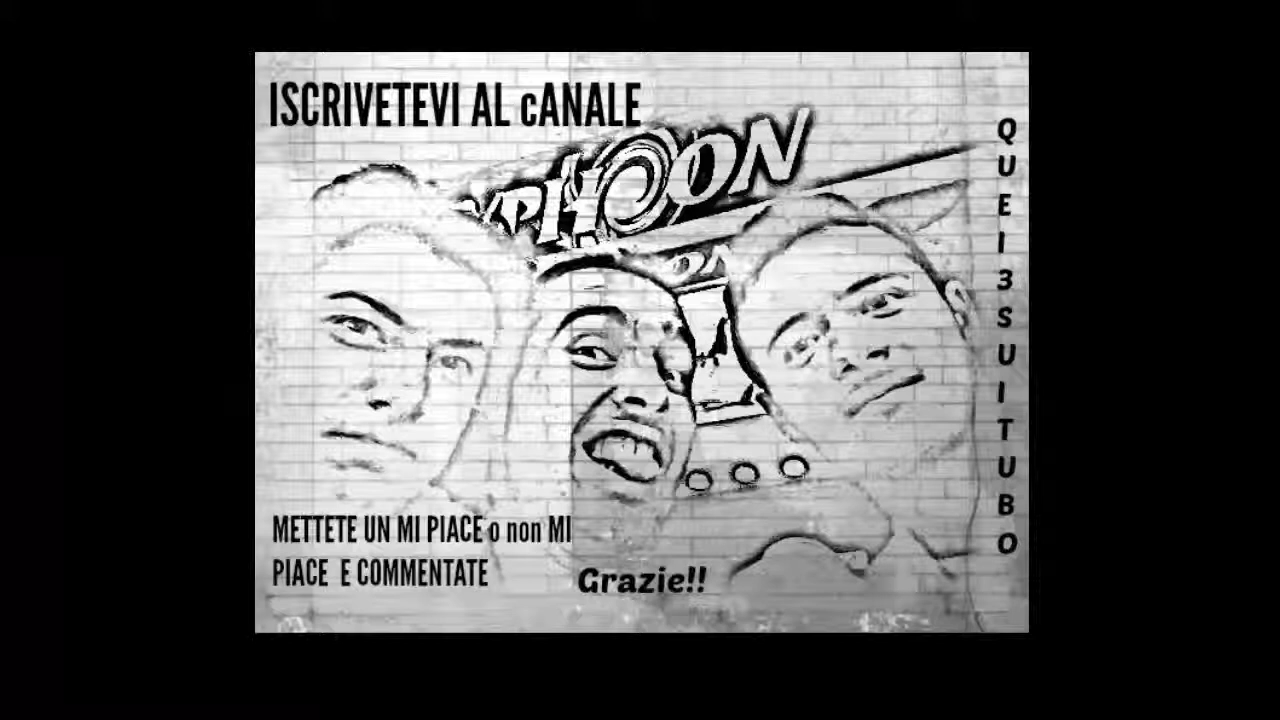 ISCRIVETEVI AL cANALE
QUEI3SUITUBO
METTETE UN MI PIACE o non MI
PIACE E COMMENTATE
Grazie!!